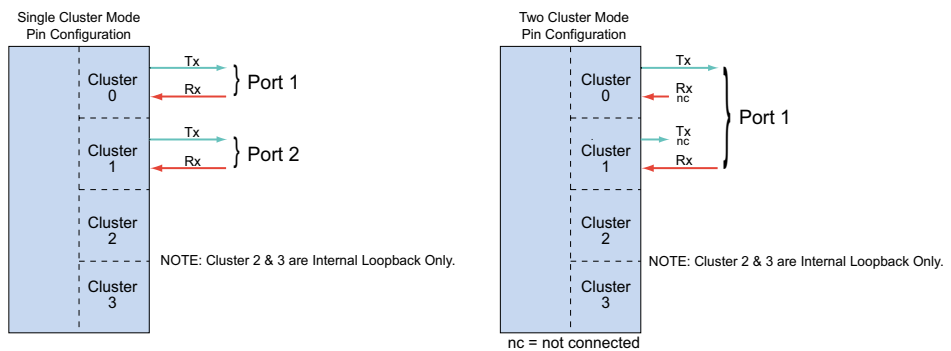 Single Cluster Mode
Pin Configuration
Cluster
0
Tx
Rx
Port 1
Cluster
1
Tx
Rx
Port 2
Cluster
2
NOTE: Cluster 2 & 3 are Internal Loopback Only.
Cluster
3
Two Cluster Mode
Pin Configuration
Cluster
0
Tx
Rx
nc
Port 1
Cluster
1
Tx
nc
Rx
Cluster
2
NOTE: Cluster 2 & 3 are Internal Loopback Only.
Cluster
3
nc = not connected